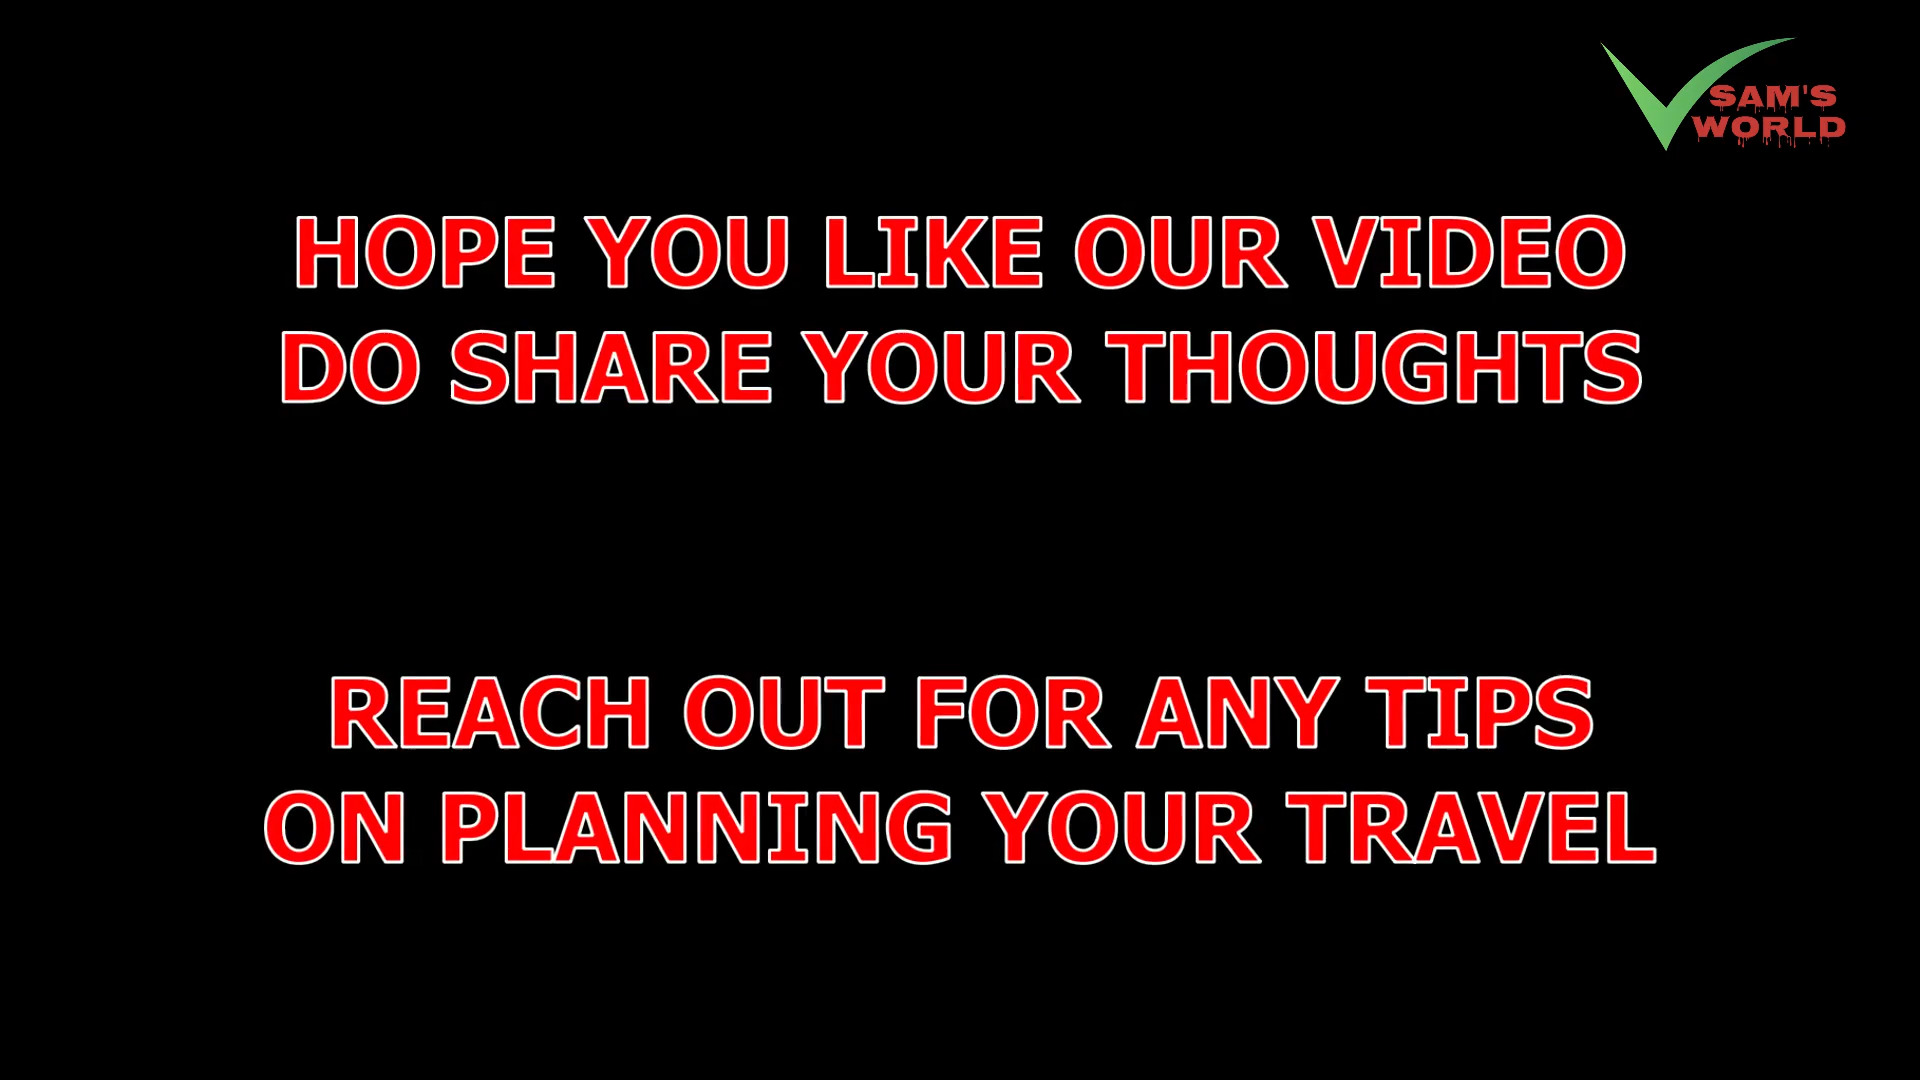 SAM'S
WORLD
HOPE YOU LIKE OUR VIDEO
DO SHARE YOUR THOUGHTS
REACH OUT FOR ANY TIPS
ON PLANNING YOUR TRAVEL